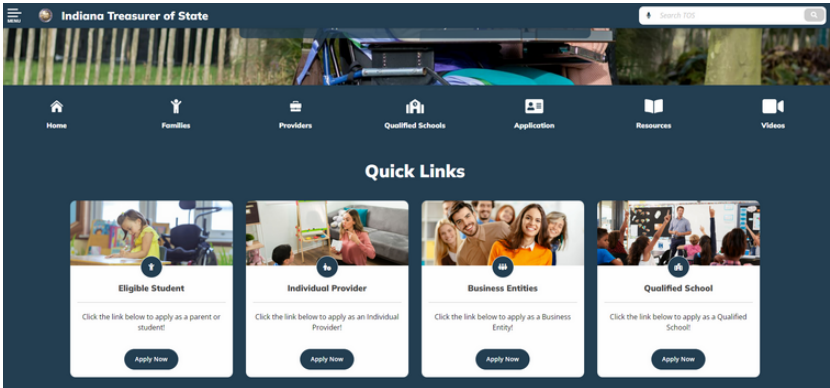 MENU
Indiana Treasurer of State
Search TOS
Home
Families
Providers
Qualified Schools
Application
Resources
Videos
Quick Links
Eligible Student
Click the link below to apply as a parent or
student!
Apply Now
Individual Provider
Click the link below to apply as an Individual
Provider!
Apply Now
Business Entities
Click the link below to apply as a Business
Entity!
Apply Now
Qualified School
Click the link below to apply as a Qualified
School!
Apply Now